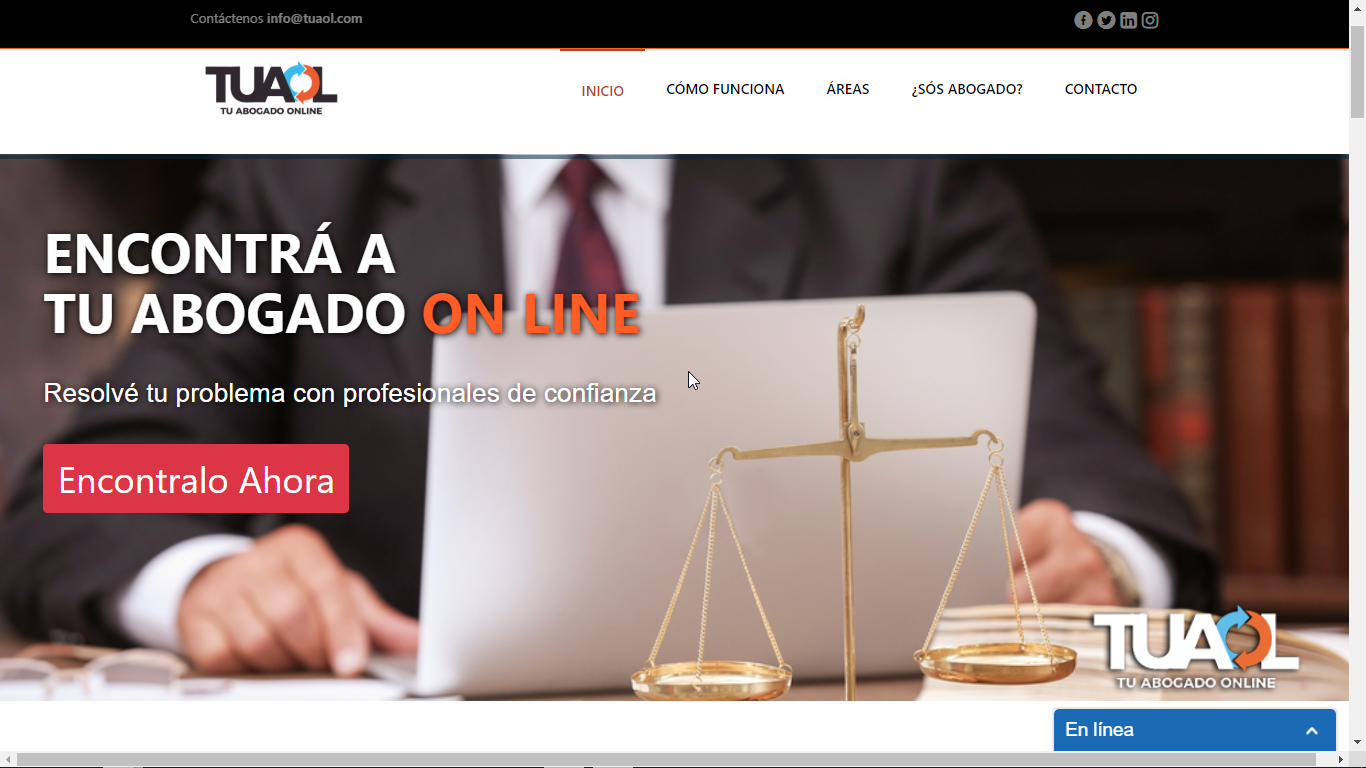 Contáctenos info@tuaol.com
TUAOL
TU ABOGADO ONLINE
INICIO
CÓMO FUNCIONA
ÁREAS
¿SÓS ABOGADO?
CONTACTO
ENCONTRÁ A
TU ABOGADO ON LINE
Resolvé tu problema con profesionales de confianza
Encontralo Ahora
TUAOL
TU ABOGADO ONLINE
En línea